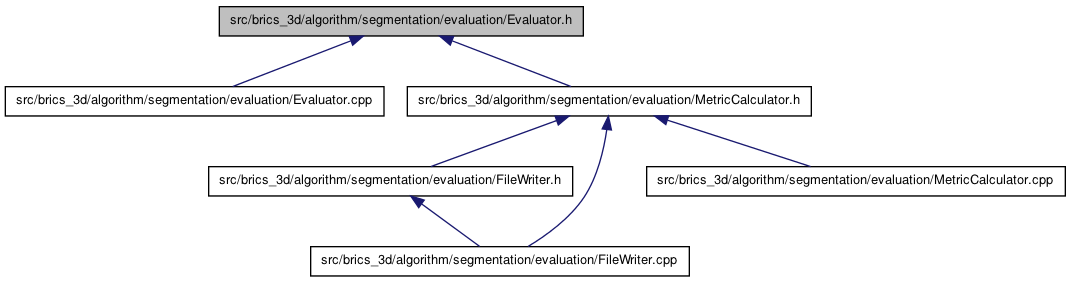 src/brics_3d/algorithm/segmentation/evaluation/Evaluator.h
src/brics_3d/algorithm/segmentation/evaluation/Evaluator.cpp
src/brics_3d/algorithm/segmentation/evaluation/MetricCalculator.h
src/brics_3d/algorithm/segmentation/evaluation/FileWriter.h
src/brics_3d/algorithm/segmentation/evaluation/MetricCalculator.cpp
src/brics_3d/algorithm/segmentation/evaluation/FileWriter.cpp